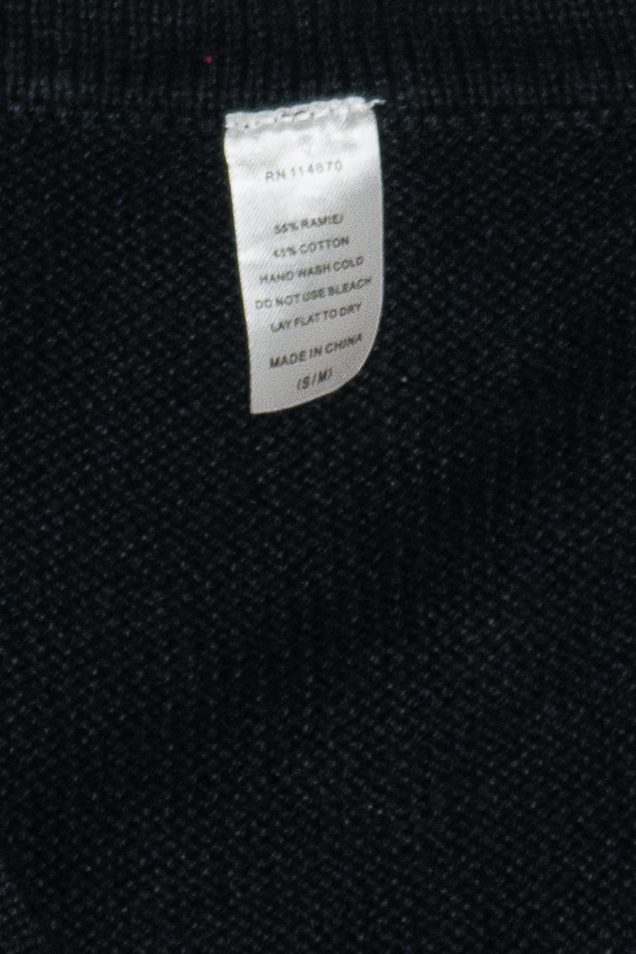 RN 114670
55% RAMIE/
45% COTTON
HAND WASH COLD
DO NOT USE BLEACH
LAY FLAT TO DRY
MADE IN CHINA
(S/M)